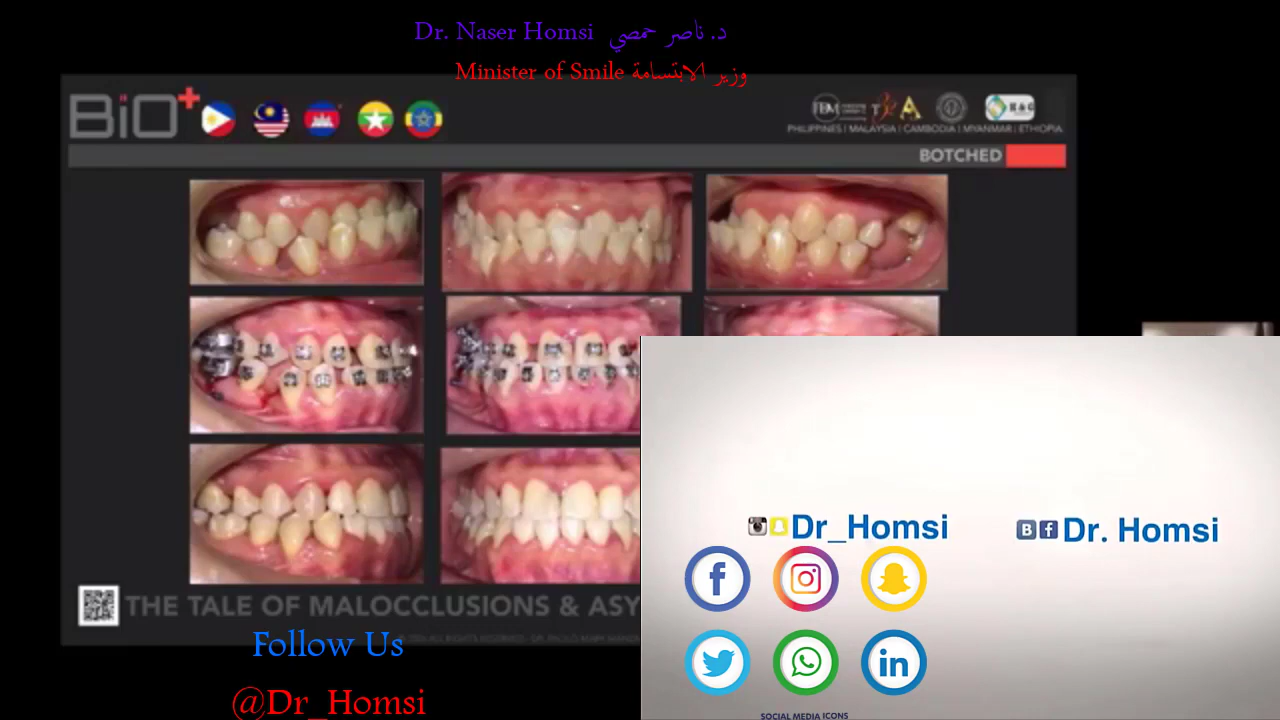 Dr. Naser Homsi د. ناصر حمصي
Minister of Smile وزير الابتسامة
BiO+
PHILIPPINES | MALAYSIA | CAMBODIA | MYANMAR | ETHIOPIA
BOTCHED
THE TALE OF MALOCCLUSIONS & ASY
Follow Us
@Dr_Homsi
Dr_Homsi
Dr. Homsi
SOCIAL MEDIA ICONS